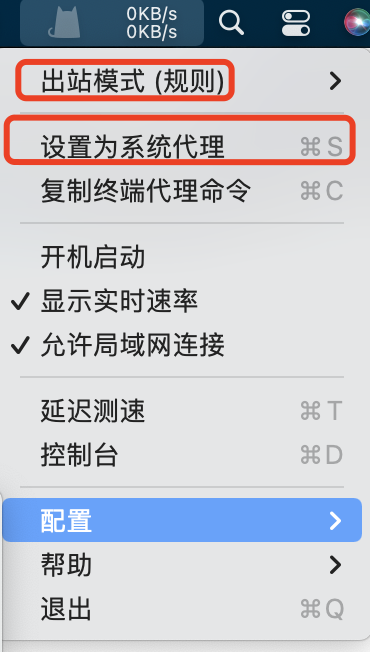 0KB/s
0KB/s
出站模式 (规则)
设置为系统代理 ⌘S
复制终端代理命令 ⌘C
开机启动
显示实时速率
允许局域网连接
延迟测速 ⌘T
控制台 ⌘D
配置
帮助
退出 ⌘Q